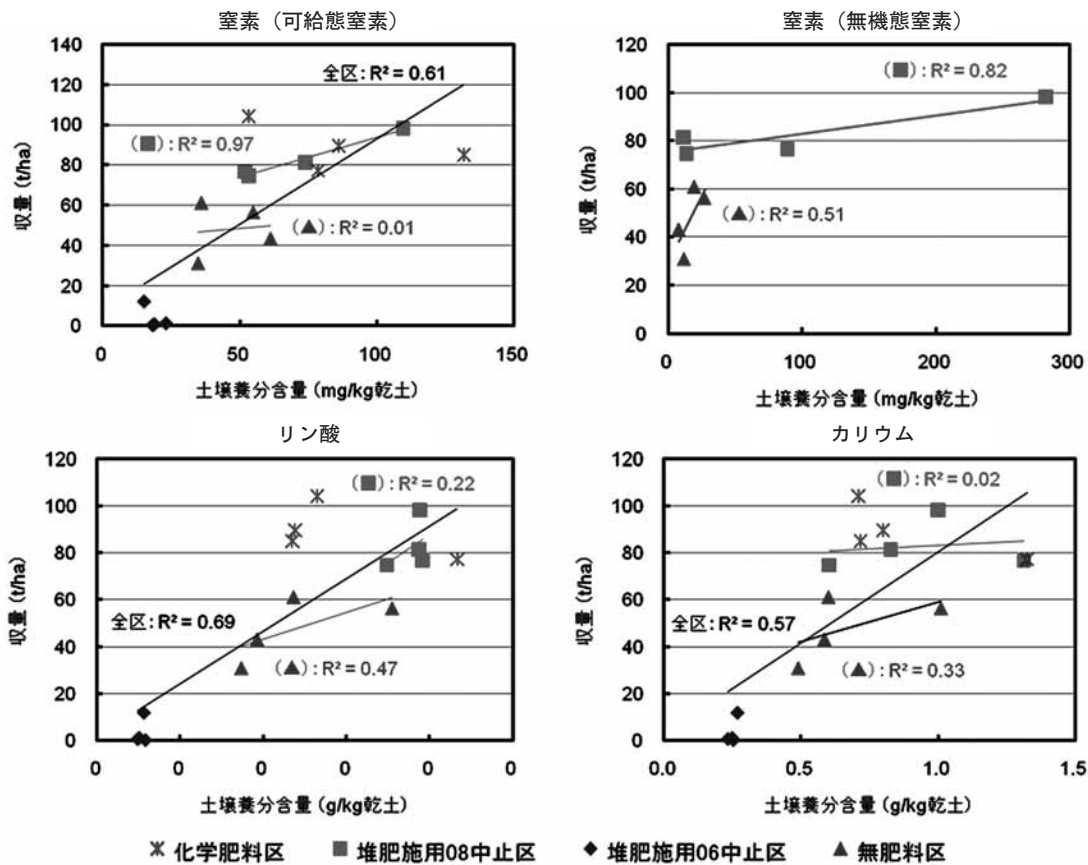 窒素（可給態窒素）
140
120
100
80
60
40
20
0
収量 (t/ha)
全区: R² = 0.61
(■): R² = 0.97
(▲): R² = 0.01
0 50 100 150
土壌養分含量 (mg/kg乾土)
窒素（無機態窒素）
120
100
80
60
40
20
0
収量 (t/ha)
(■): R² = 0.82
(▲): R² = 0.51
0 100 200 300
土壌養分含量 (mg/kg乾土)
リン酸
120
100
80
60
40
20
0
収量 (t/ha)
(■): R² = 0.22
全区: R² = 0.69
(▲): R² = 0.47
0 0 0 0 0 0
土壌養分含量 (g/kg乾土)
カリウム
120
100
80
60
40
20
0
収量 (t/ha)
(■): R² = 0.02
全区: R² = 0.57
(▲): R² = 0.33
0.0 0.5 1.0 1.5
土壌養分含量 (g/kg乾土)
化学肥料区 ■ 堆肥施用08中止区 ◆ 堆肥施用06中止区 ▲ 無肥料区